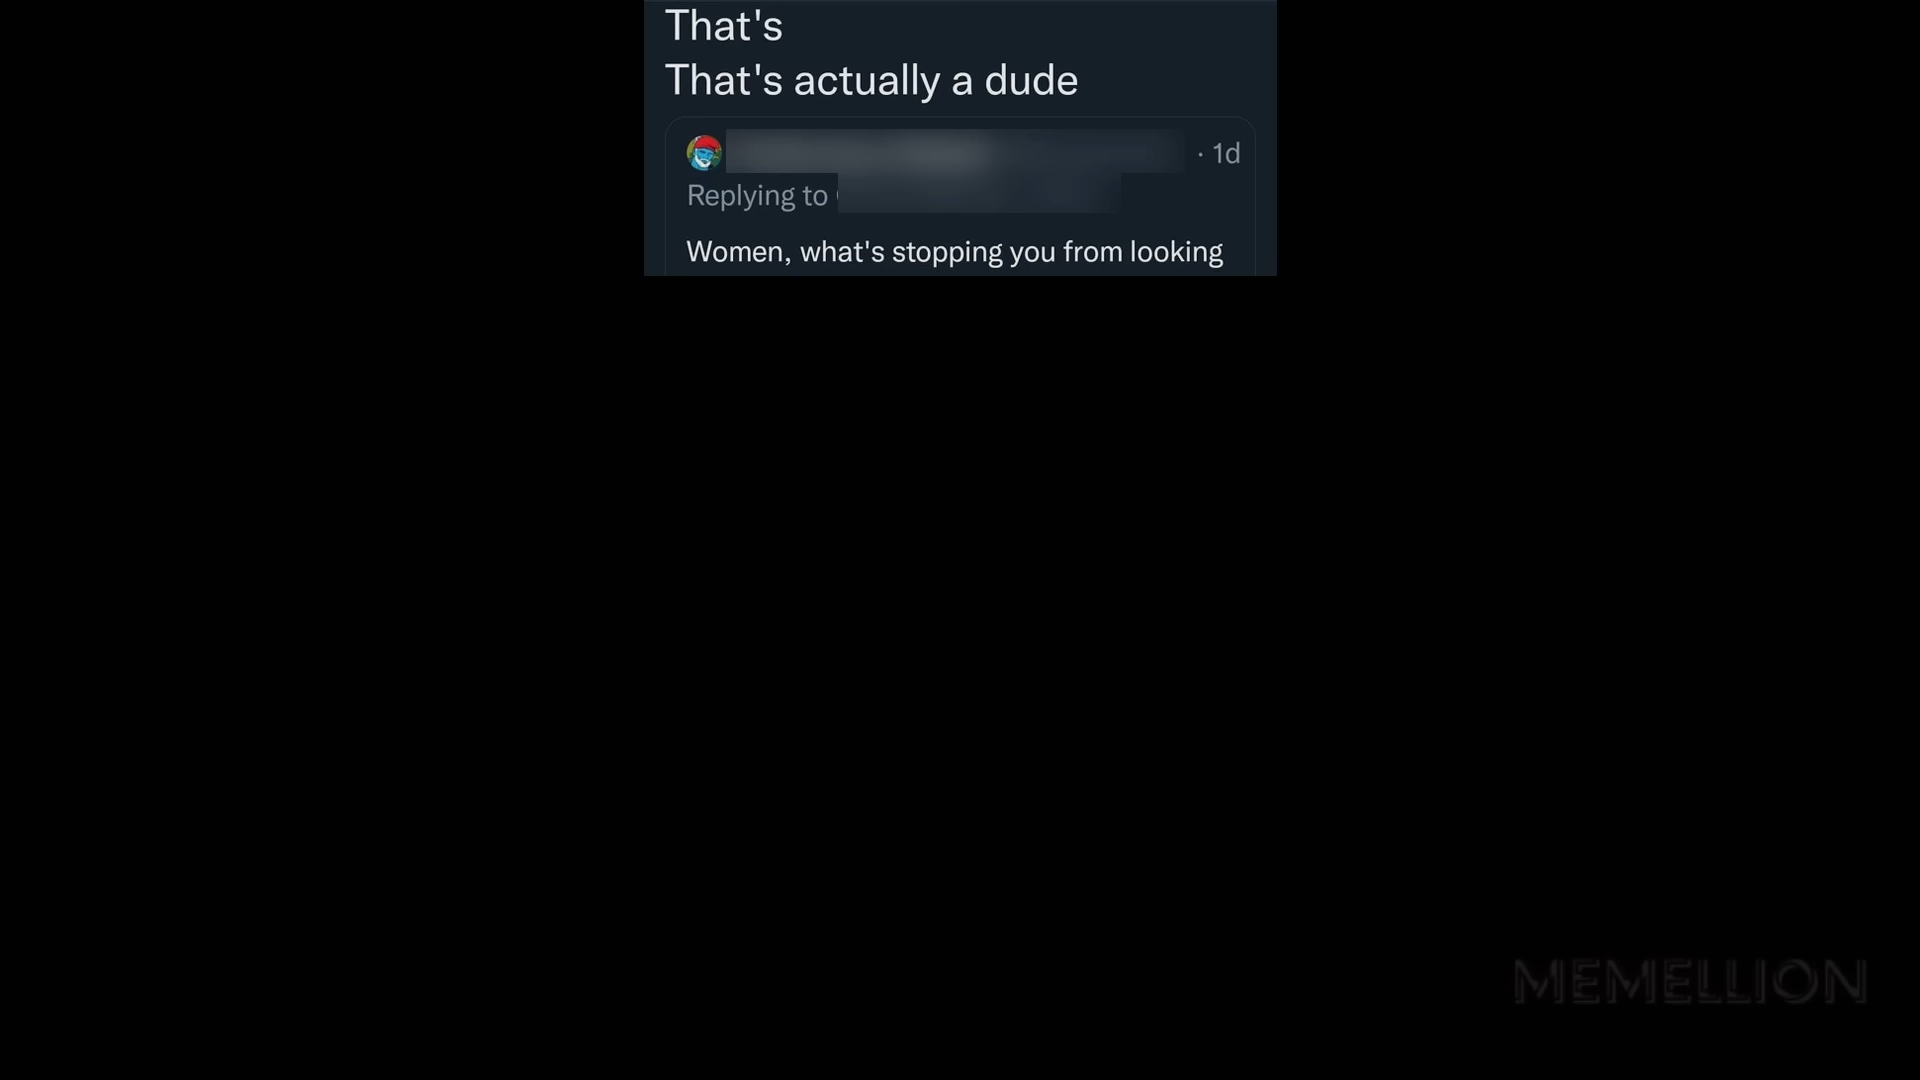 That's
That's actually a dude
· 1d
Replying to
Women, what's stopping you from looking
MEMELLION